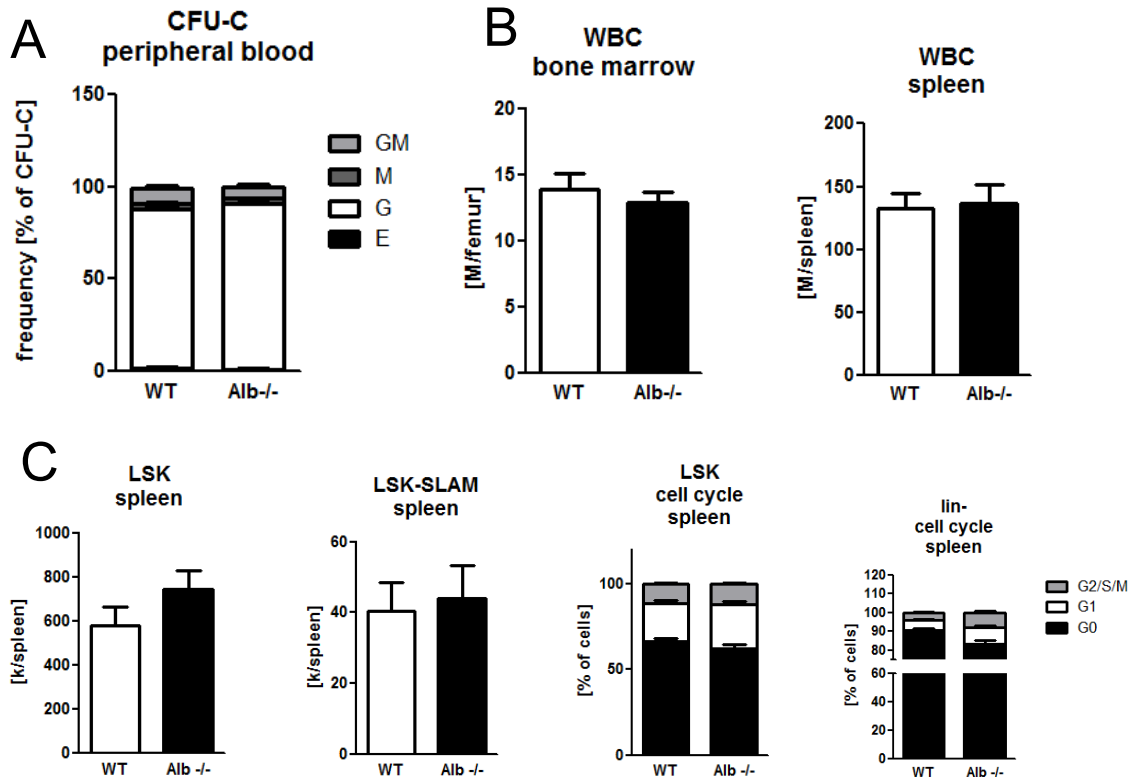 A
CFU-C
peripheral blood
frequency [% of CFU-C]
150
100
50
0
WT
Alb-/-
GM
M
G
E
B
WBC
bone marrow
[M/femur]
20
15
10
5
0
WT
Alb-/-
WBC
spleen
[M/spleen]
200
150
100
50
0
WT
Alb-/-
C
LSK
spleen
[k/spleen]
1000
800
600
400
200
0
WT
Alb -/-
LSK-SLAM
spleen
[k/spleen]
60
40
20
0
WT
Alb -/-
LSK
cell cycle
spleen
[% of cells]
100
50
0
WT
Alb -/-
lin-
cell cycle
spleen
[% of cells]
120
110
100
90
80
60
40
20
0
WT
Alb -/-
G2/S/M
G1
G0